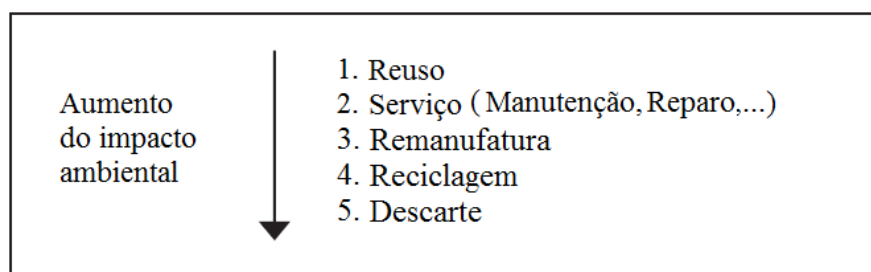 Aumento
do impacto
ambiental
1. Reuso
2. Serviço (Manutenção, Reparo,...)
3. Remanufatura
4. Reciclagem
5. Descarte